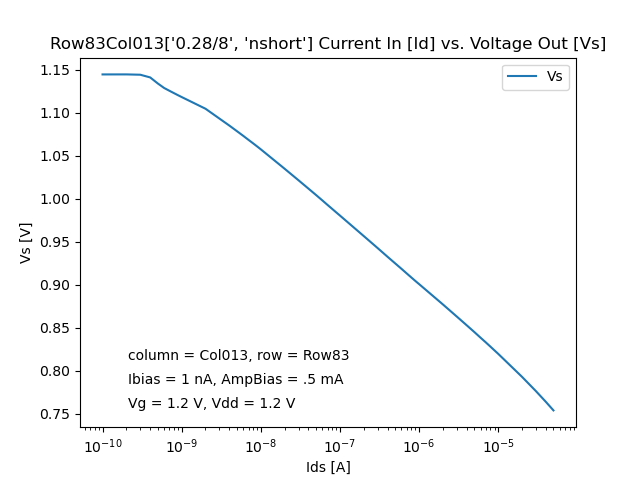 Row83Col013['0.28/8', 'nshort'] Current In [Id] vs. Voltage Out [Vs]
Vs
1.15
1.10
1.05
1.00
0.95
0.90
0.85
0.80
0.75
Vs [V]
column = Col013, row = Row83
Ibias = 1 nA, AmpBias = .5 mA
Vg = 1.2 V, Vdd = 1.2 V
10⁻¹⁰ 10⁻⁹ 10⁻⁸ 10⁻⁷ 10⁻⁶ 10⁻⁵
Ids [A]